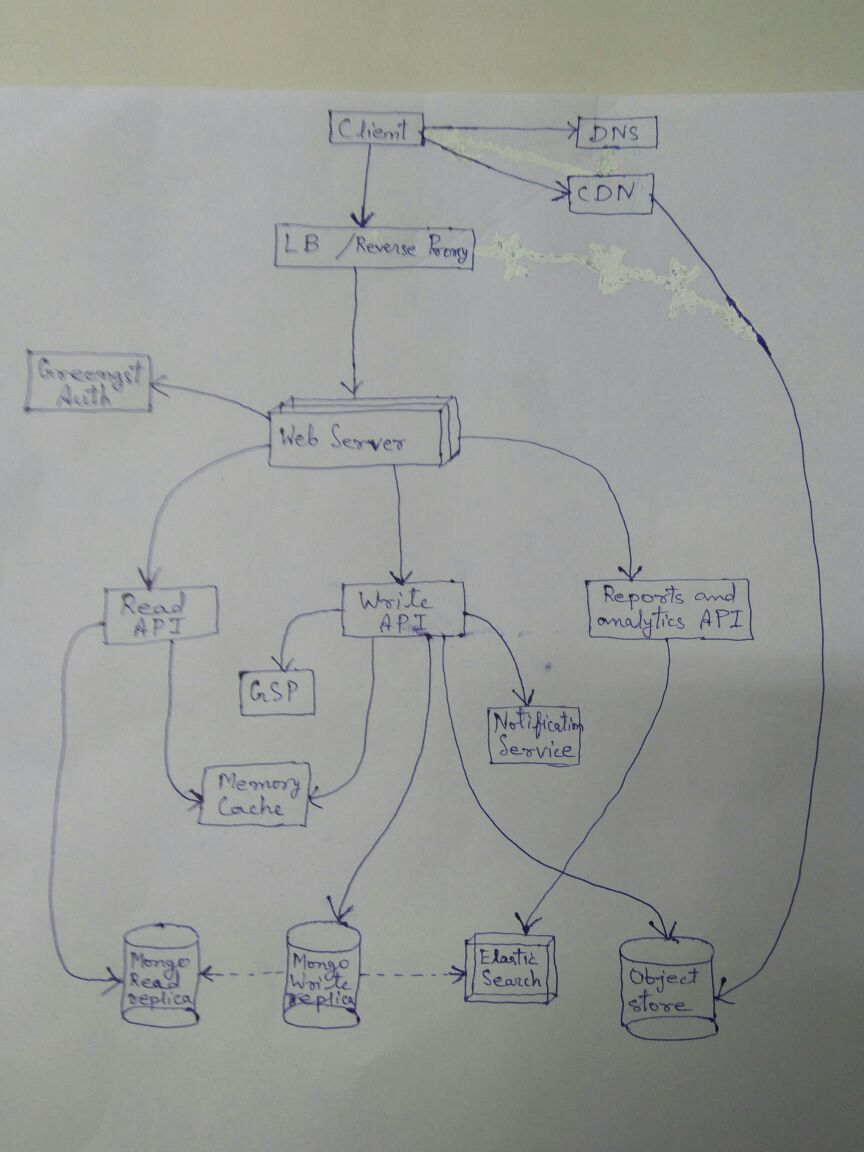 Client
DNS
CDN
LB / Reverse Proxy
Greengst
Auth
Web Server
Read
API
Write
API
Reports and
analytics API
GSP
Notification
Service
Memory
Cache
Mongo
Read
replica
Mongo
Write
replica
Elastic
Search
Object
store